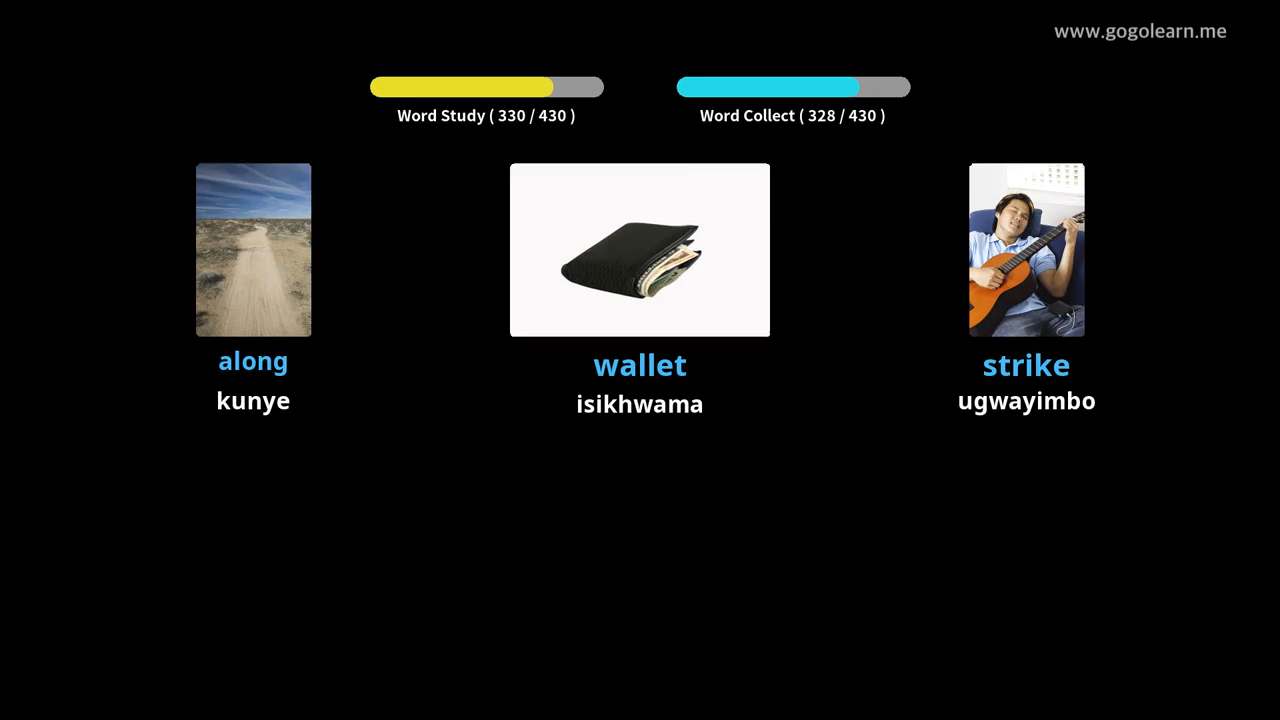 www.gogolearn.me
Word Study ( 330 / 430 )
Word Collect ( 328 / 430 )
along
kunye
wallet
isikhwama
strike
ugwayimbo